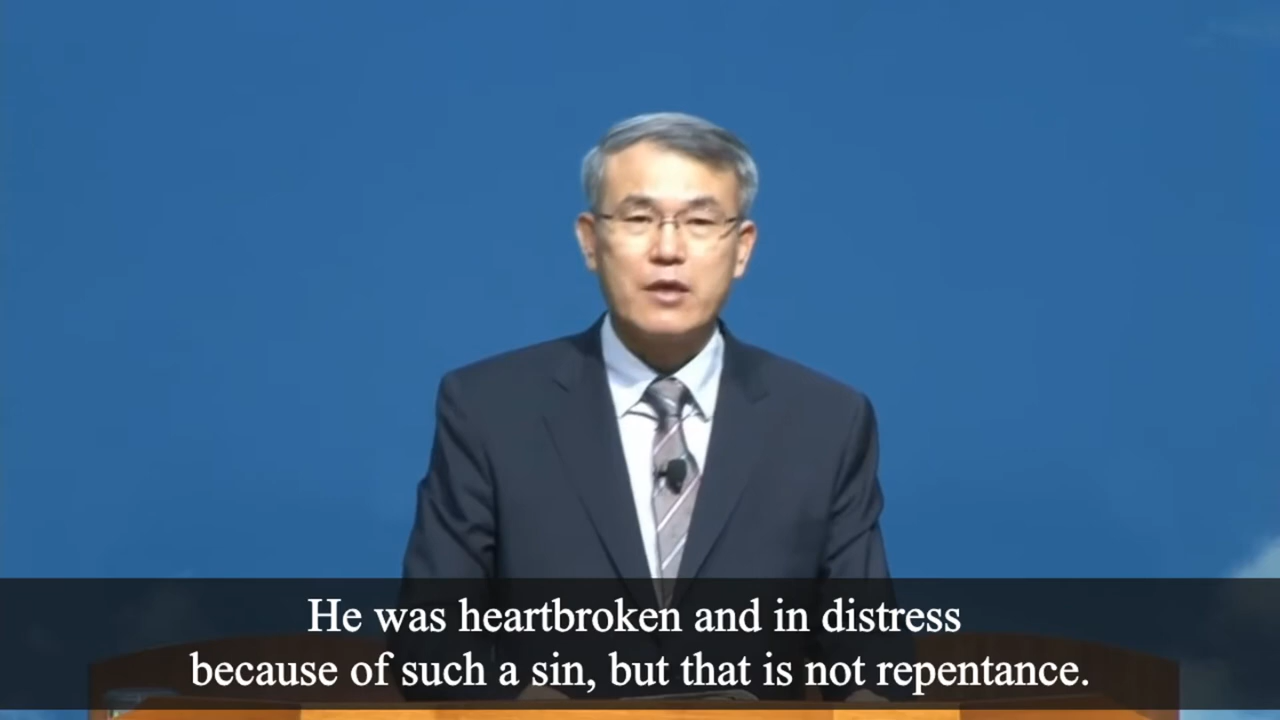 He was heartbroken and in distress
because of such a sin, but that is not repentance.